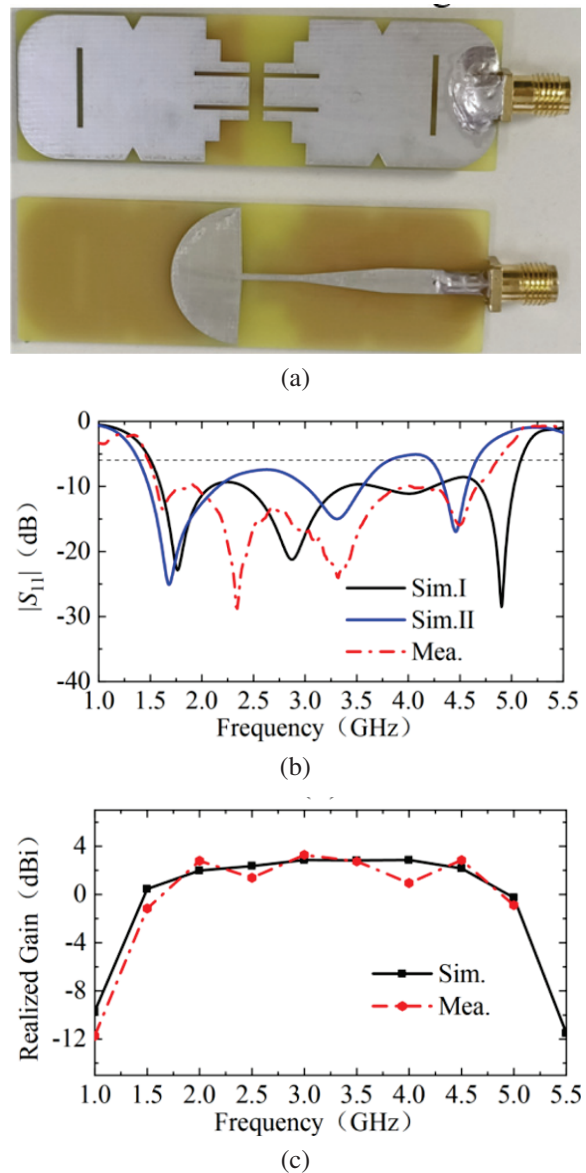 (a)
0
-10
-20
-30
-40
|S11|（dB）
Sim.I
Sim.II
Mea.
1.0 1.5 2.0 2.5 3.0 3.5 4.0 4.5 5.0 5.5
Frequency（GHz）
(b)
4
0
-4
-8
-12
Realized Gain（dBi）
Sim.
Mea.
1.0 1.5 2.0 2.5 3.0 3.5 4.0 4.5 5.0 5.5
Frequency（GHz）
(c)